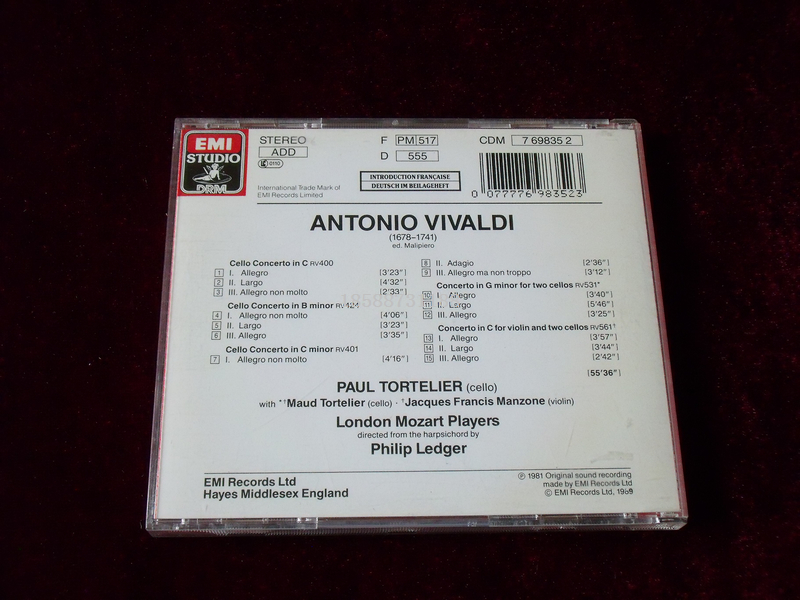 EMI
STUDIO
DRM
STEREO
ADD
0110
International Trade Mark of
EMI Records Limited
F PM 517
D 555
INTRODUCTION FRANÇAISE
DEUTSCH IM BEILAGEHEFT
CDM 7 69835 2
0 077776 983523
ANTONIO VIVALDI
(1678–1741)
ed. Malipiero
Cello Concerto in C RV400
1 I. Allegro [3'23"]
2 II. Largo [4'32"]
3 III. Allegro non molto [2'33"]
Cello Concerto in B minor RV424
4 I. Allegro non molto [4'06"]
5 II. Largo [3'23"]
6 III. Allegro [3'35"]
Cello Concerto in C minor RV401
7 I. Allegro non molto [4'16"]
8 II. Adagio [2'36"]
9 III. Allegro ma non troppo [3'12"]
Concerto in G minor for two cellos RV531*
10 I. Allegro [3'40"]
11 II. Largo [5'46"]
12 III. Allegro [3'25"]
Concerto in C for violin and two cellos RV561†
13 I. Allegro [3'57"]
14 II. Largo [3'44"]
15 III. Allegro [2'42"]
[55'36"]
PAUL TORTELIER (cello)
with *†Maud Tortelier (cello) · †Jacques Francis Manzone (violin)
London Mozart Players
directed from the harpsichord by
Philip Ledger
EMI Records Ltd
Hayes Middlesex England
℗ 1981 Original sound recording
made by EMI Records Ltd
© EMI Records Ltd, 1989